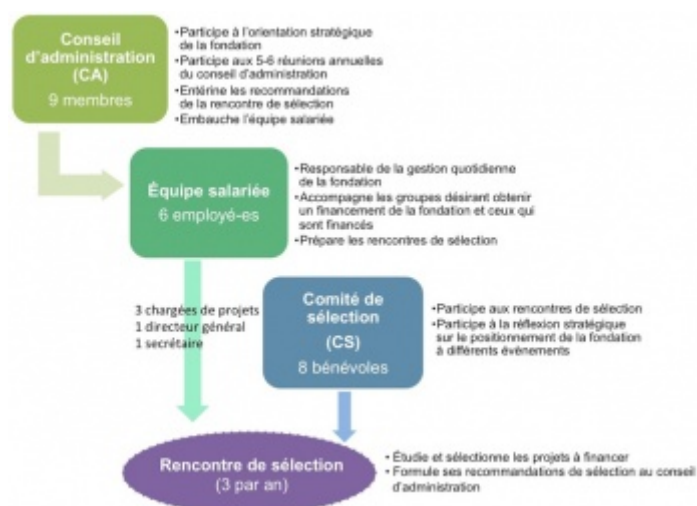 Conseil
d'administration
(CA)
9 membres
•Participe à l'orientation stratégique
de la fondation
•Participe aux 5-6 réunions annuelles
du conseil d'administration
•Entérine les recommandations
de la rencontre de sélection
•Embauche l'équipe salariée
Équipe salariée
6 employé-es
•Responsable de la gestion quotidienne
de la fondation
•Accompagne les groupes désirant obtenir
un financement de la fondation et ceux qui
sont financés
•Prépare les rencontres de sélection
3 chargées de projets
1 directeur général
1 secrétaire
Comité de
sélection
(CS)
8 bénévoles
•Participe aux rencontres de sélection
•Participe à la réflexion stratégique
sur le positionnement de la fondation
à différents événements
Rencontre de sélection
(3 par an)
• Étudie et sélectionne les projets à financer
• Formule ses recommandations de sélection au conseil
d'administration